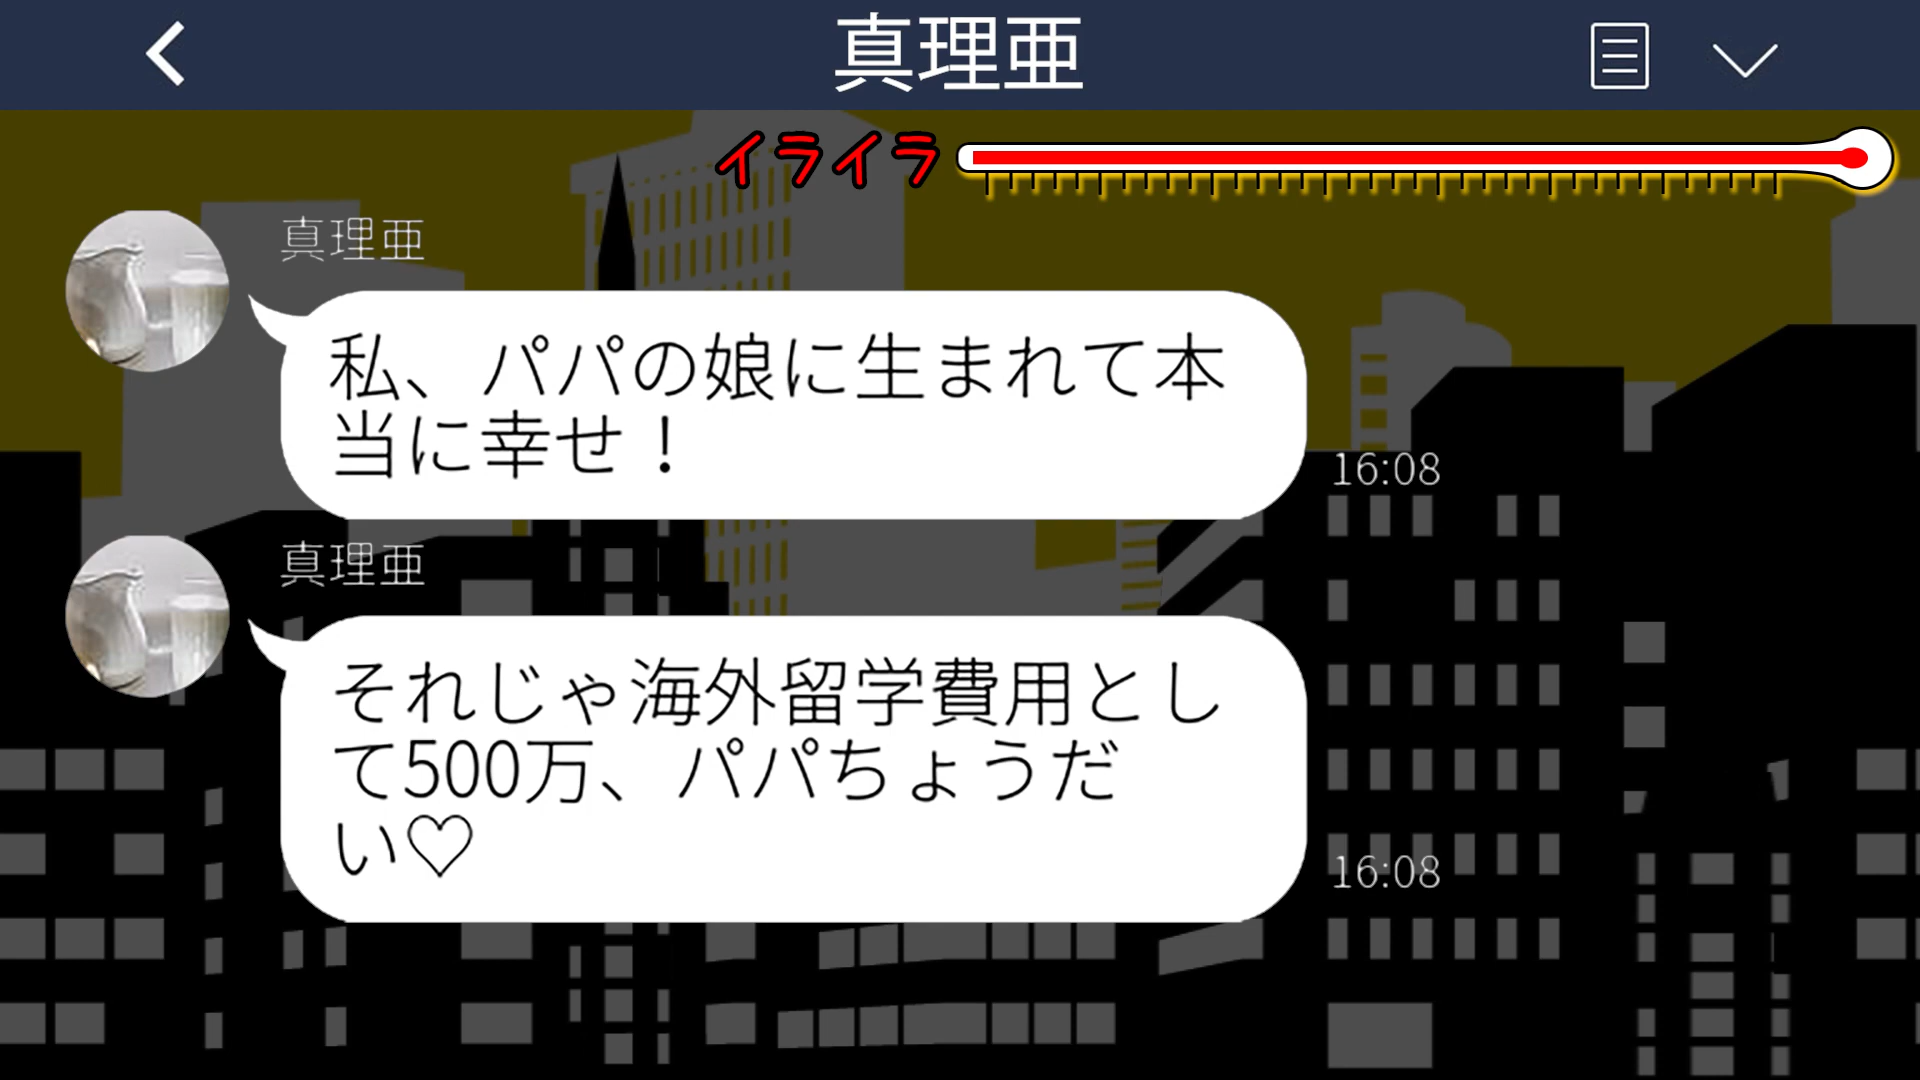 真理亜
イライラ
真理亜
私、パパの娘に生まれて本
当に幸せ！
16:08
真理亜
それじゃ海外留学費用とし
て500万、パパちょうだ
い♡
16:08